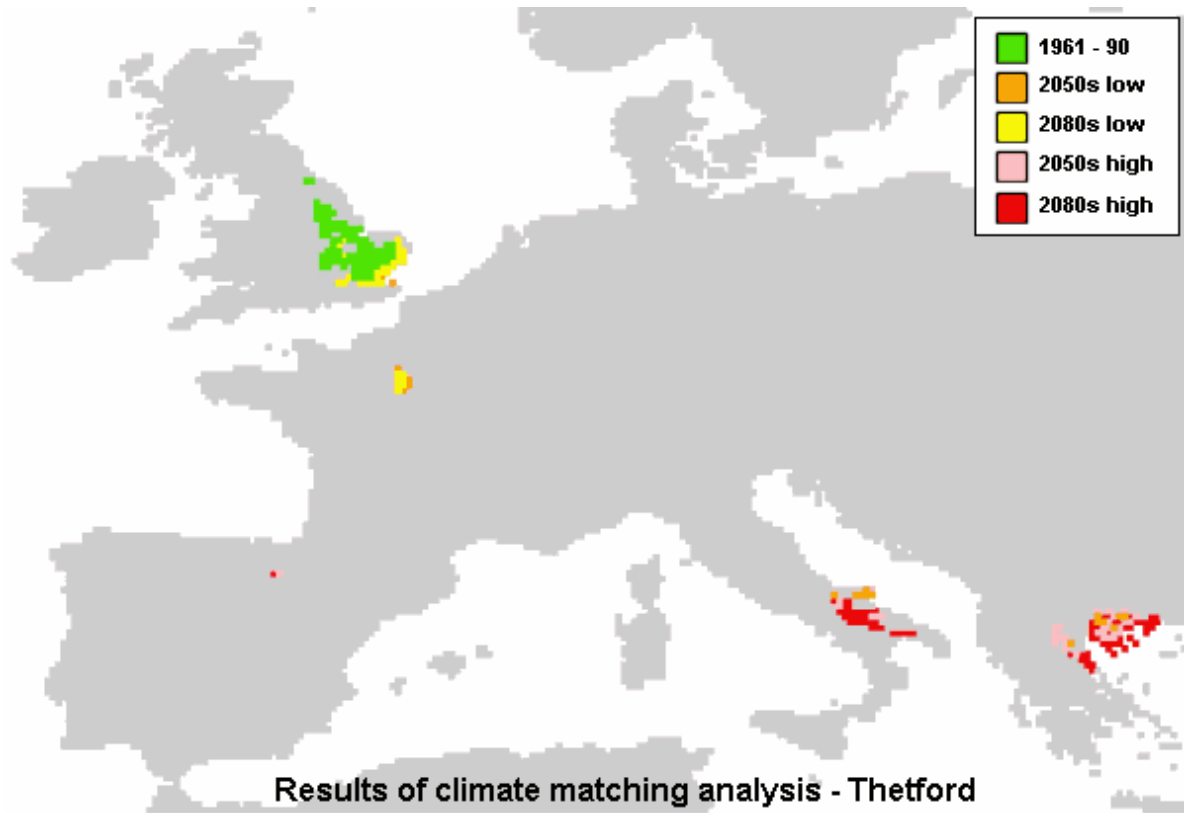 1961 - 90
2050s low
2080s low
2050s high
2080s high
Results of climate matching analysis - Thetford